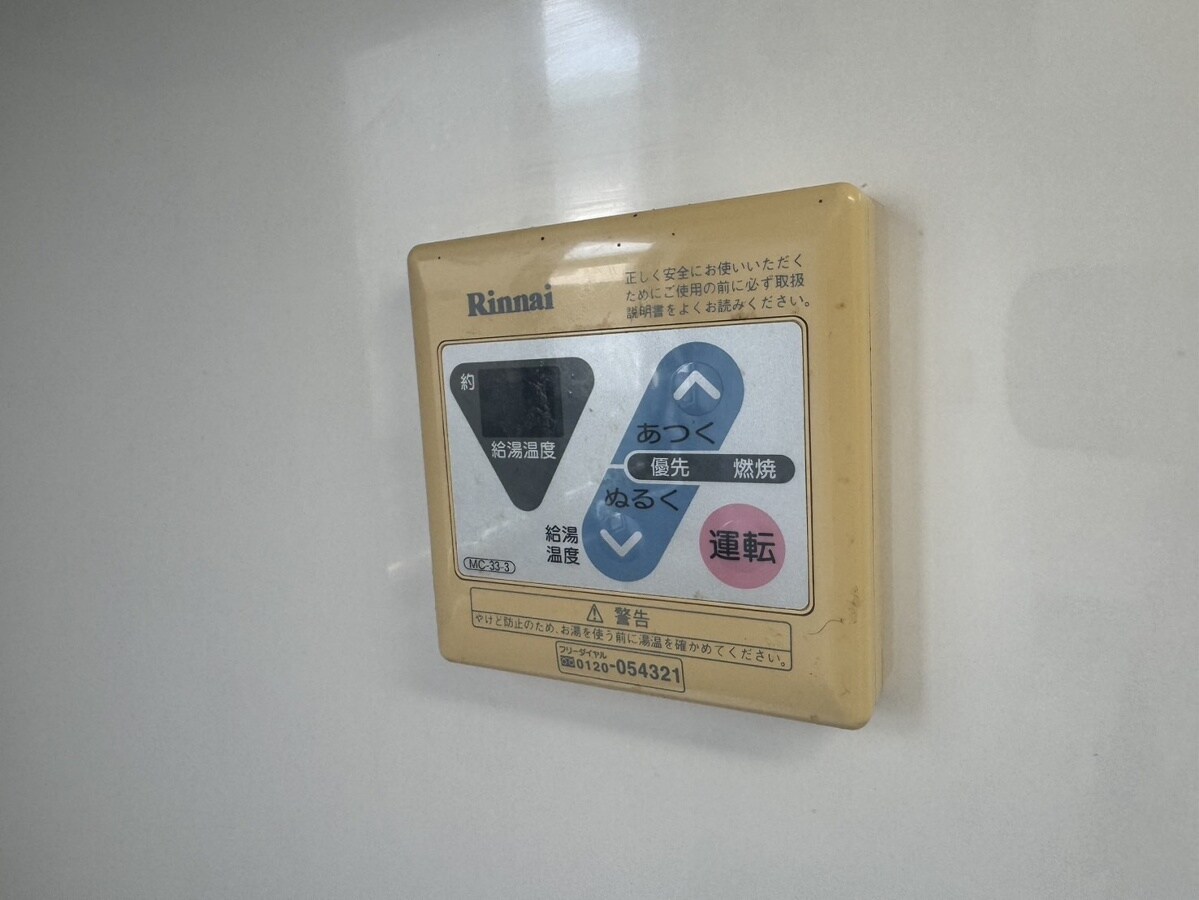 Rinnai
正しく安全にお使いいただく
ためにご使用の前に必ず取扱
説明書をよくお読みください。
約
給湯温度
あつく
優先 燃焼
ぬるく
給湯
温度
運転
MC-33-3
⚠ 警告
やけど防止のため、お湯を使う前に湯温を確かめてください。
フリーダイヤル
0120-054321